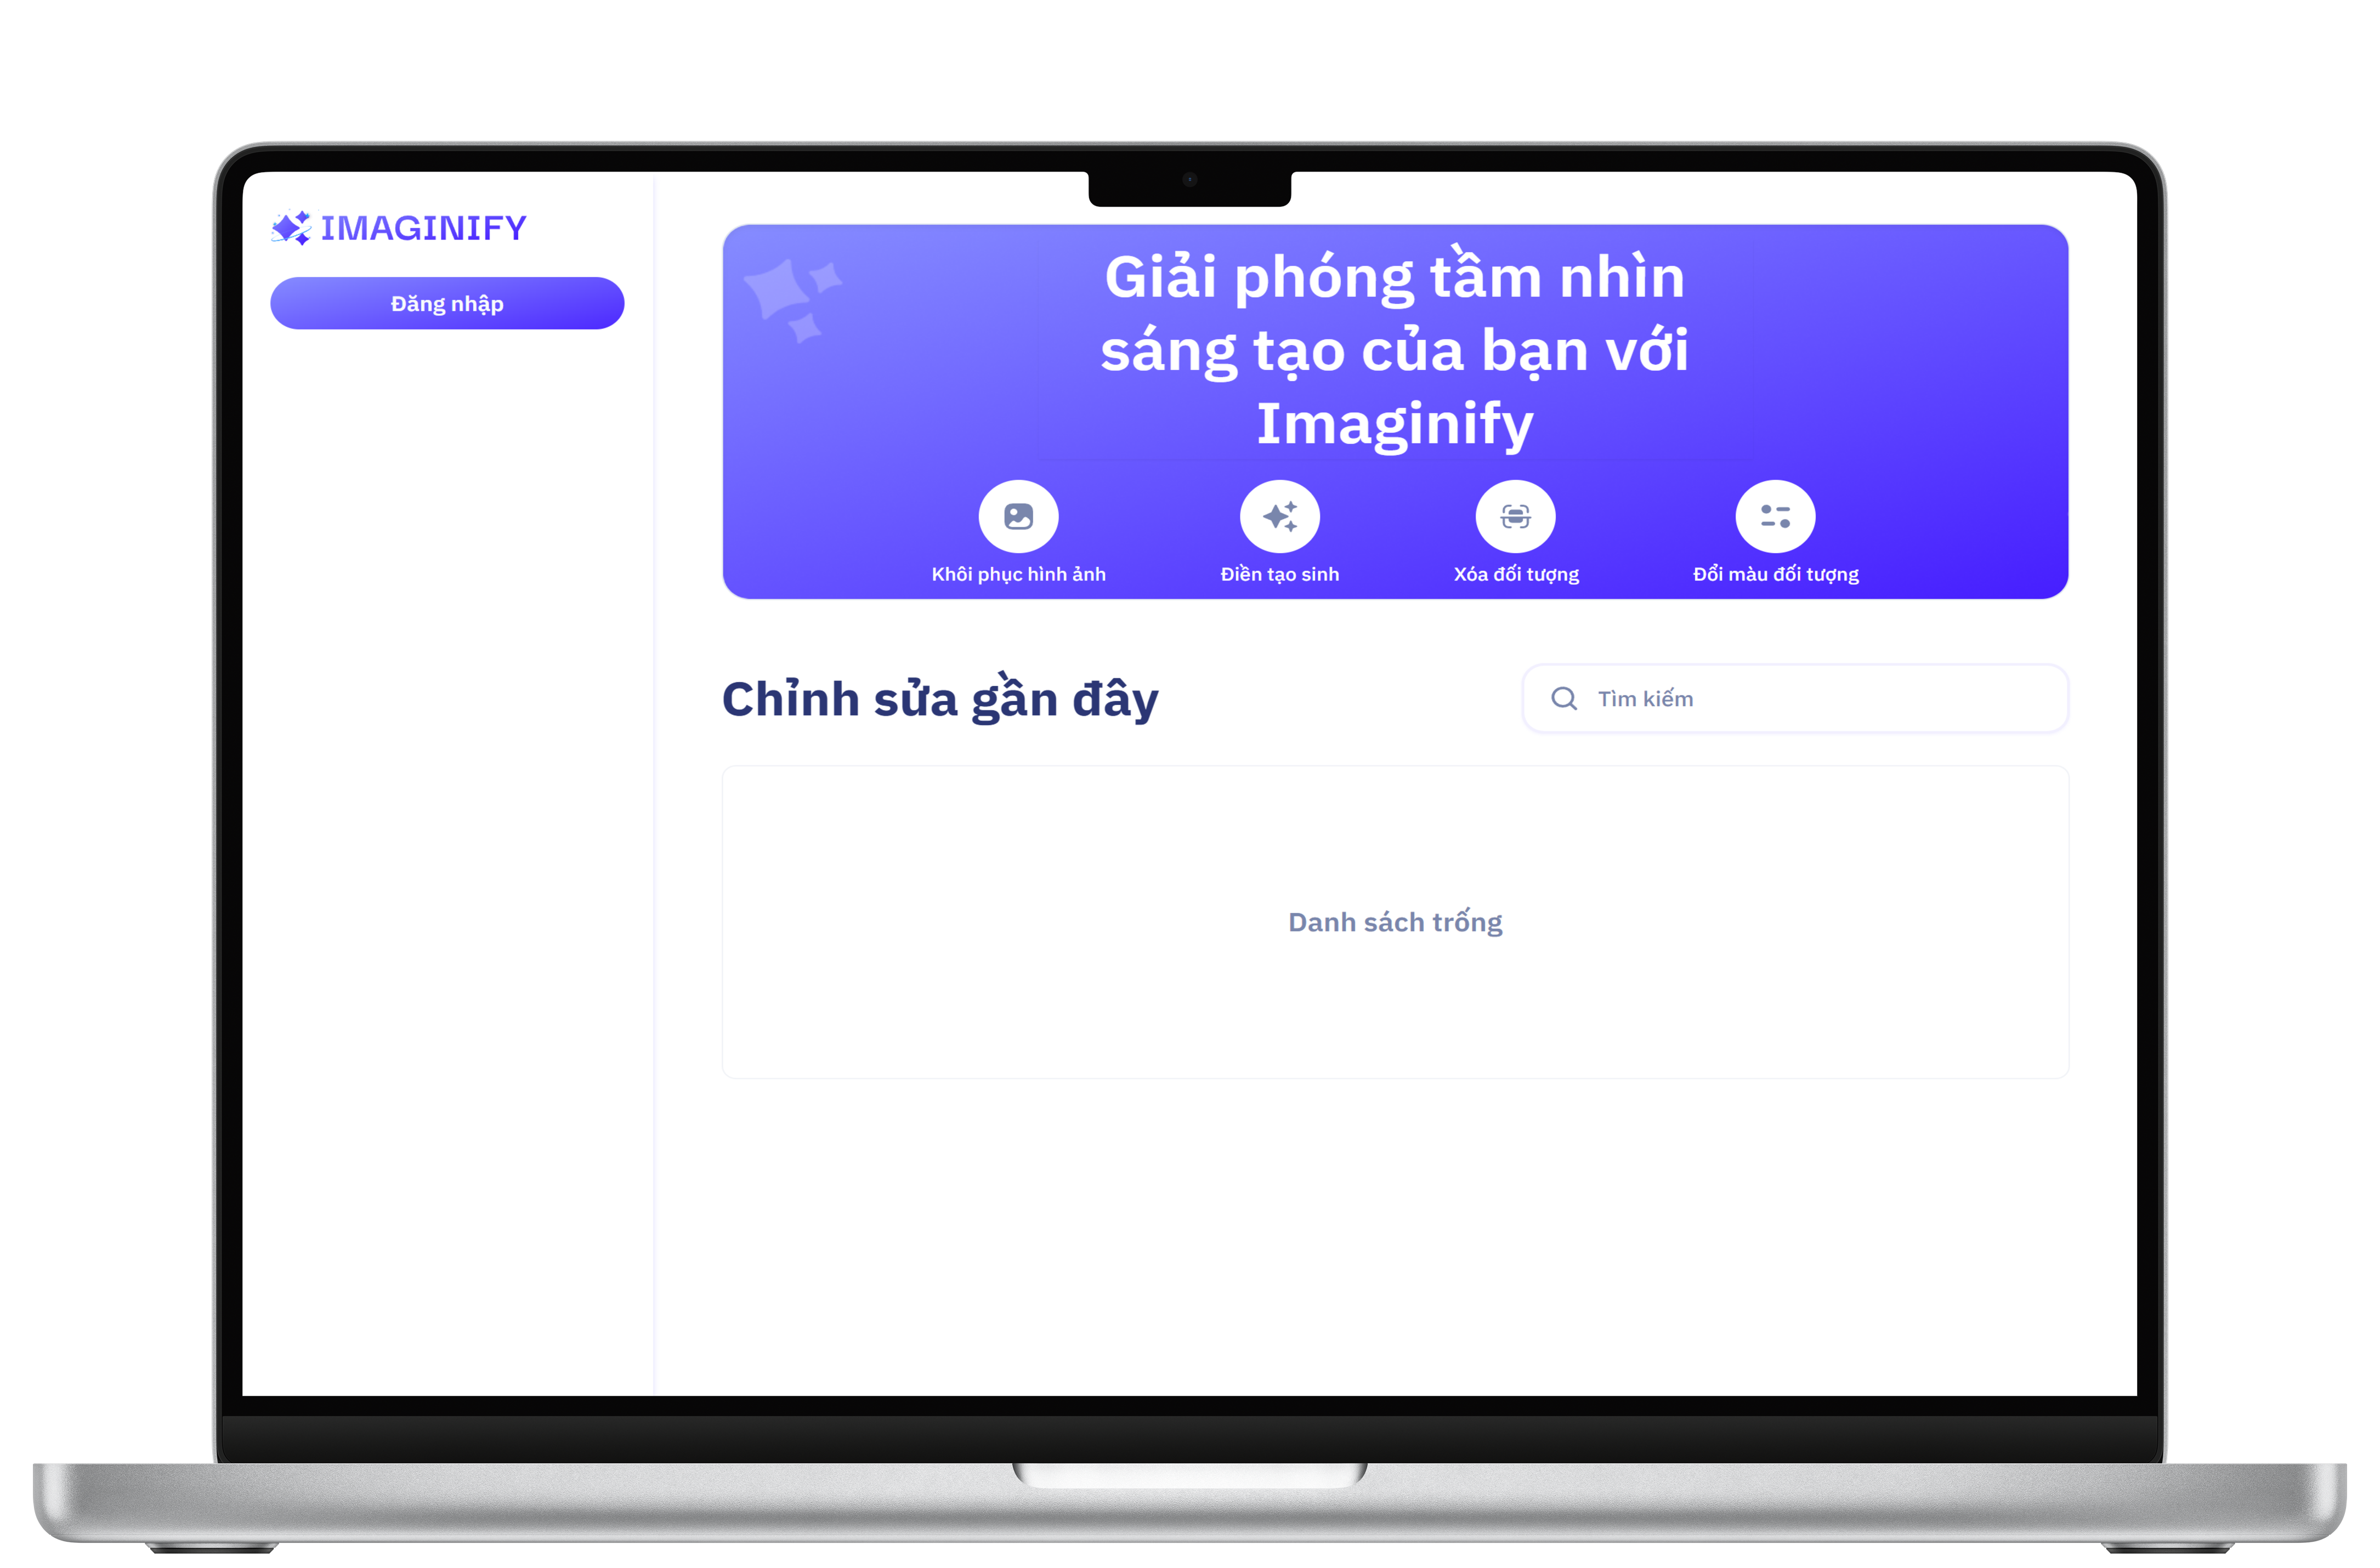 IMAGINIFY
Đăng nhập
Giải phóng tầm nhìn
sáng tạo của bạn với
Imaginify
Khôi phục hình ảnh
Điền tạo sinh
Xóa đối tượng
Đổi màu đối tượng
Chỉnh sửa gần đây
Tìm kiếm
Danh sách trống